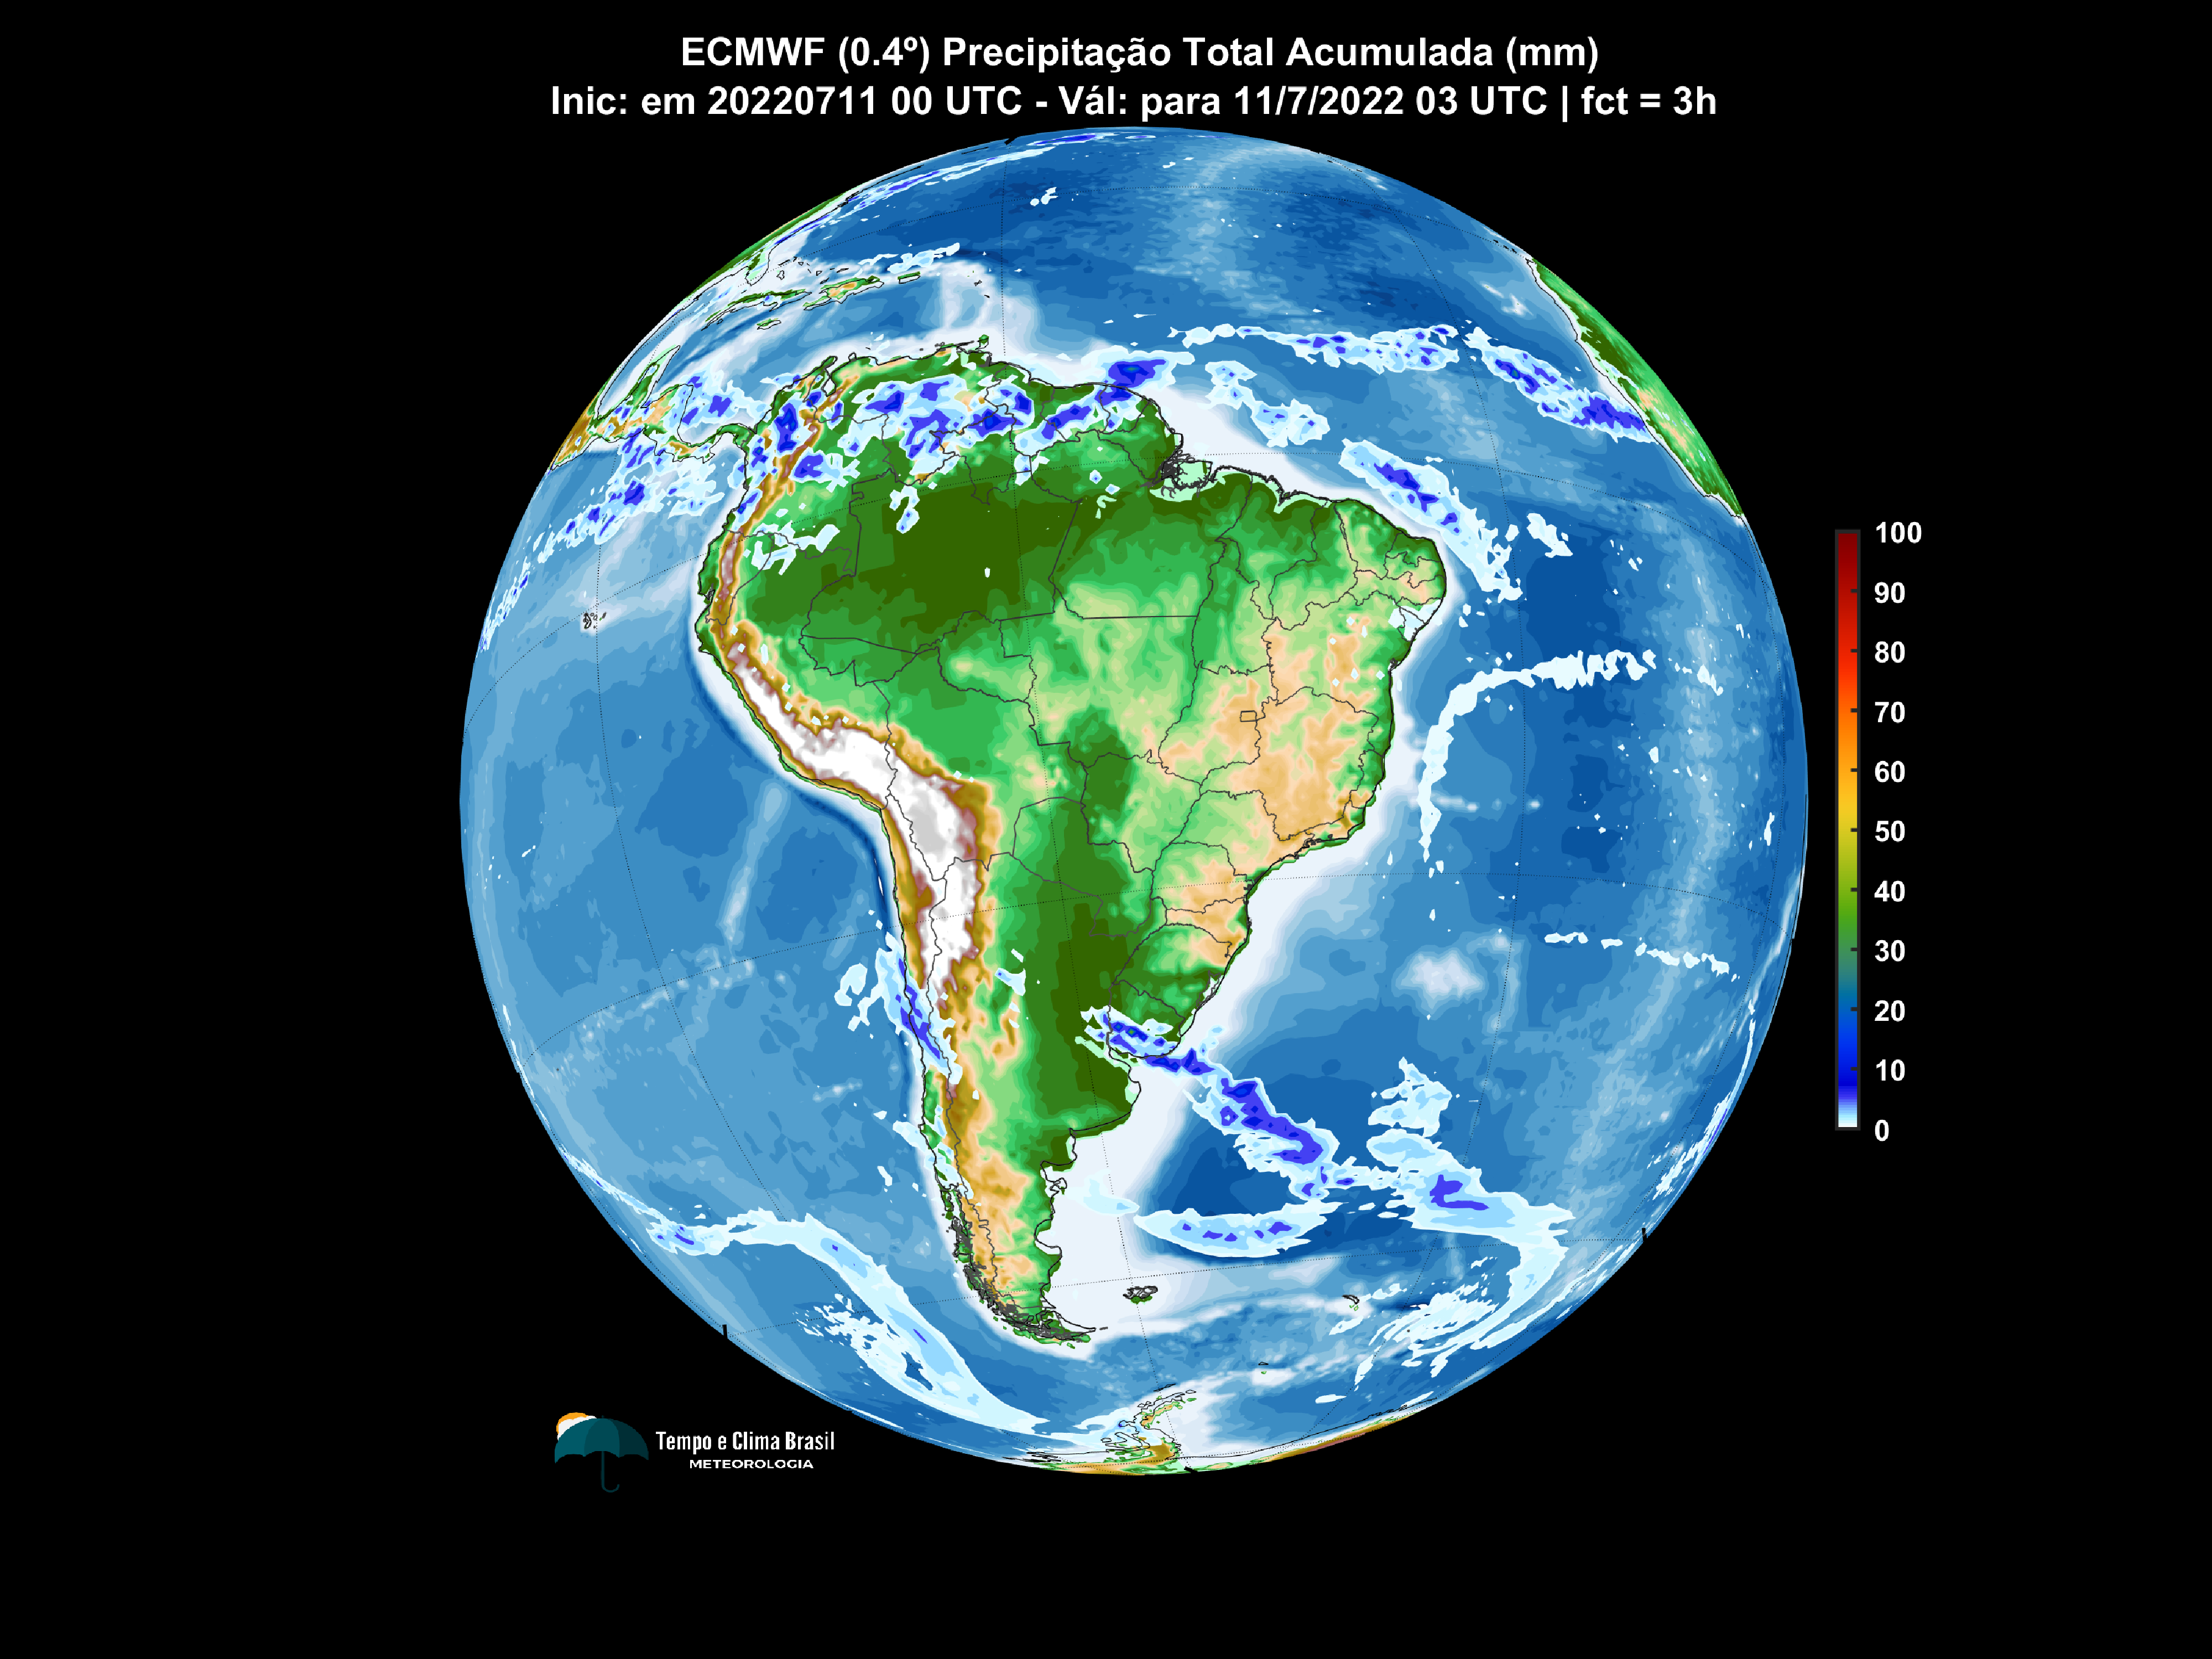 ECMWF (0.4º) Precipitação Total Acumulada (mm)
Inic: em 20220711 00 UTC - Vál: para 11/7/2022 03 UTC | fct = 3h
100
90
80
70
60
50
40
30
20
10
0
Tempo e Clima Brasil
METEOROLOGIA